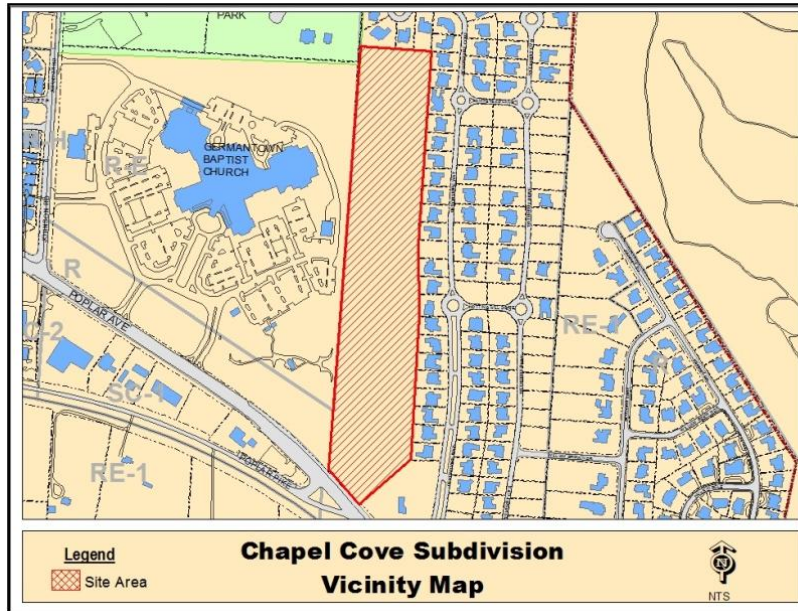 PARK
GERMANTOWN
BAPTIST
CHURCH
R-E
R
POPLAR AVE
SC-1
RE-1
RE-1
R
POPLAR PIKE
Legend
Site Area
Chapel Cove Subdivision
Vicinity Map
N
NTS